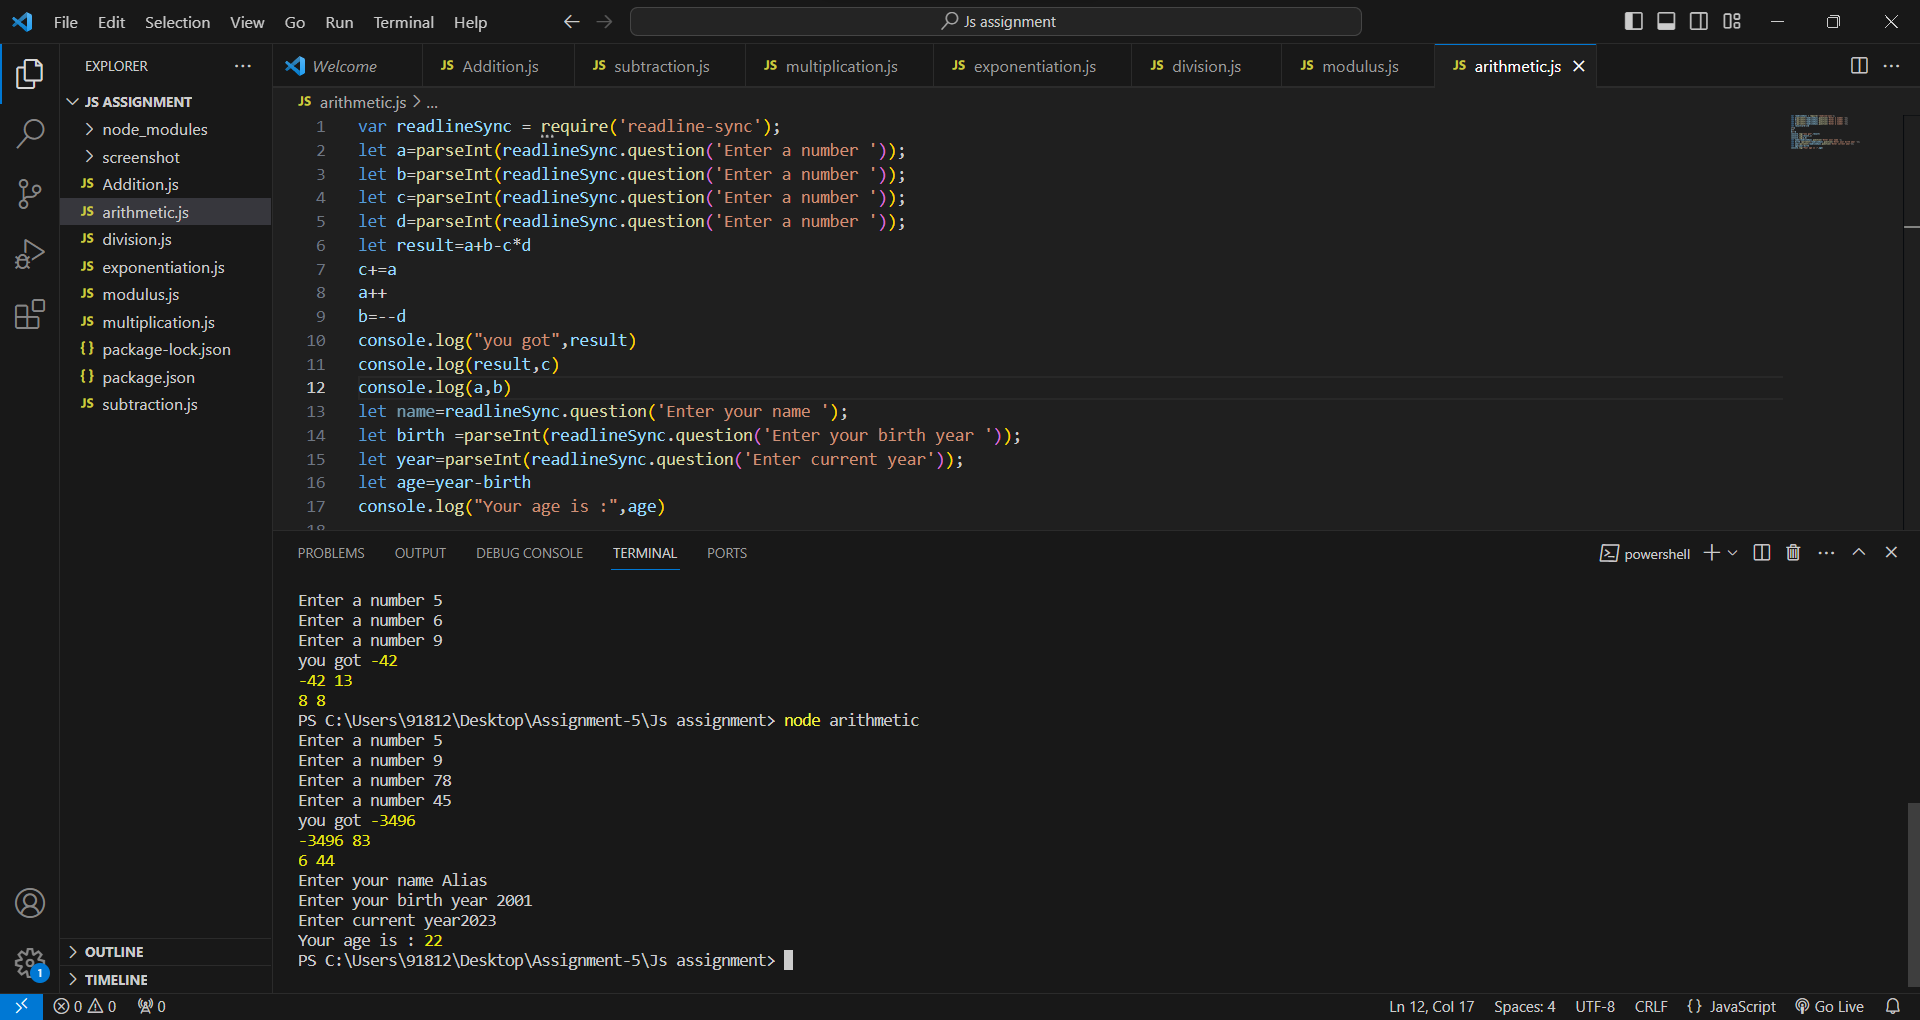 File Edit Selection View Go Run Terminal Help
Js assignment
EXPLORER
JS ASSIGNMENT
node_modules
screenshot
JS Addition.js
JS arithmetic.js
JS division.js
JS exponentiation.js
JS modulus.js
JS multiplication.js
{} package-lock.json
{} package.json
JS subtraction.js
OUTLINE
TIMELINE
Welcome JS Addition.js JS subtraction.js JS multiplication.js JS exponentiation.js JS division.js JS modulus.js JS arithmetic.js
JS arithmetic.js > ...
1 var readlineSync = require('readline-sync');
2 let a=parseInt(readlineSync.question('Enter a number '));
3 let b=parseInt(readlineSync.question('Enter a number '));
4 let c=parseInt(readlineSync.question('Enter a number '));
5 let d=parseInt(readlineSync.question('Enter a number '));
6 let result=a+b-c*d
7 c+=a
8 a++
9 b=--d
10 console.log("you got",result)
11 console.log(result,c)
12 console.log(a,b)
13 let name=readlineSync.question('Enter your name ');
14 let birth =parseInt(readlineSync.question('Enter your birth year '));
15 let year=parseInt(readlineSync.question('Enter current year'));
16 let age=year-birth
17 console.log("Your age is :",age)
18
PROBLEMS OUTPUT DEBUG CONSOLE TERMINAL PORTS
powershell
Enter a number 5
Enter a number 6
Enter a number 9
you got -42
-42 13
8 8
PS C:\Users\91812\Desktop\Assignment-5\Js assignment> node arithmetic
Enter a number 5
Enter a number 9
Enter a number 78
Enter a number 45
you got -3496
-3496 83
6 44
Enter your name Alias
Enter your birth year 2001
Enter current year2023
Your age is : 22
PS C:\Users\91812\Desktop\Assignment-5\Js assignment>
1
0 0 0
Ln 12, Col 17 Spaces: 4 UTF-8 CRLF {} JavaScript Go Live